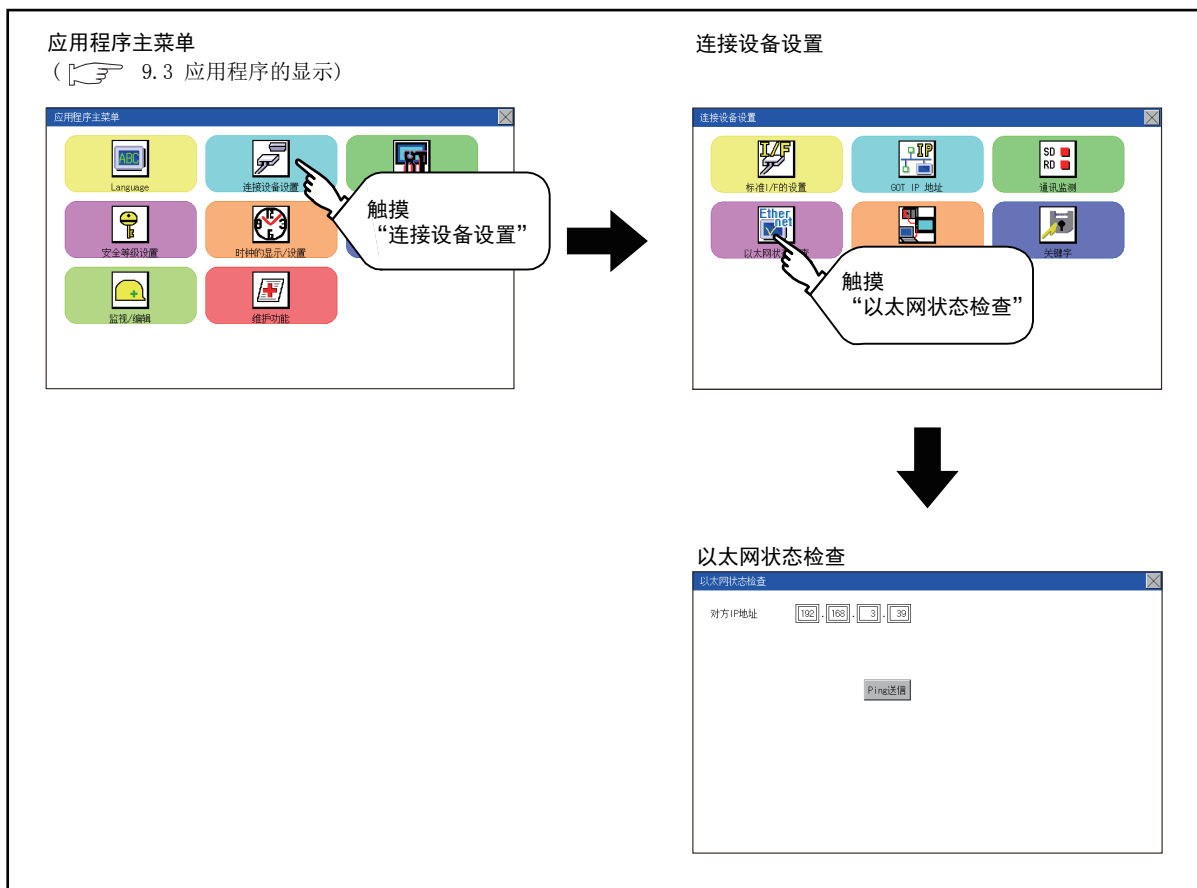 应用程序主菜单
( 9.3 应用程序的显示)
应用程序主菜单
ABC
Language
连接设备设置
安全等级设置
时钟的显示/设置
监视/编辑
维护功能
触摸
“连接设备设置”
连接设备设置
连接设备设置
I/F
标准I/F的设置
IP
GOT IP 地址
SD
RD
通讯监测
Ether
net
以太网状
查
关键字
触摸
“以太网状态检查”
以太网状态检查
以太网状态检查
对方IP地址 192 . 168 . 3 . 39
Ping送信